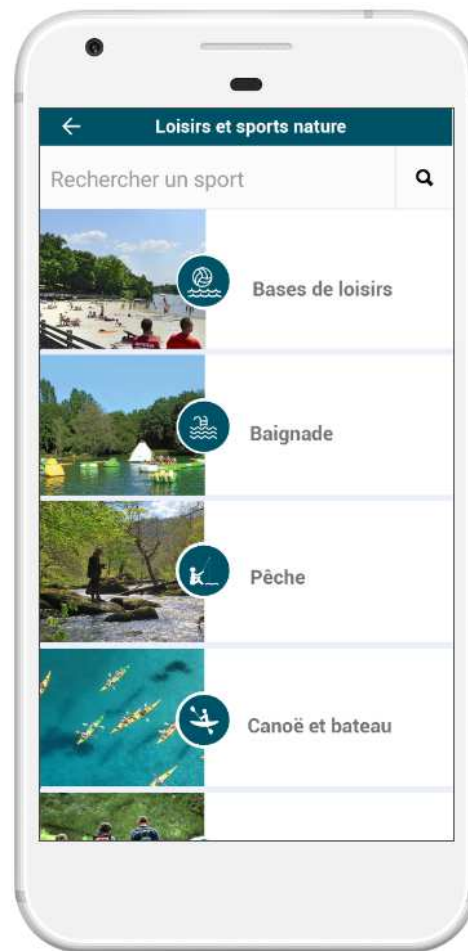 Loisirs et sports nature
Rechercher un sport
Bases de loisirs
Baignade
Pêche
Canoë et bateau